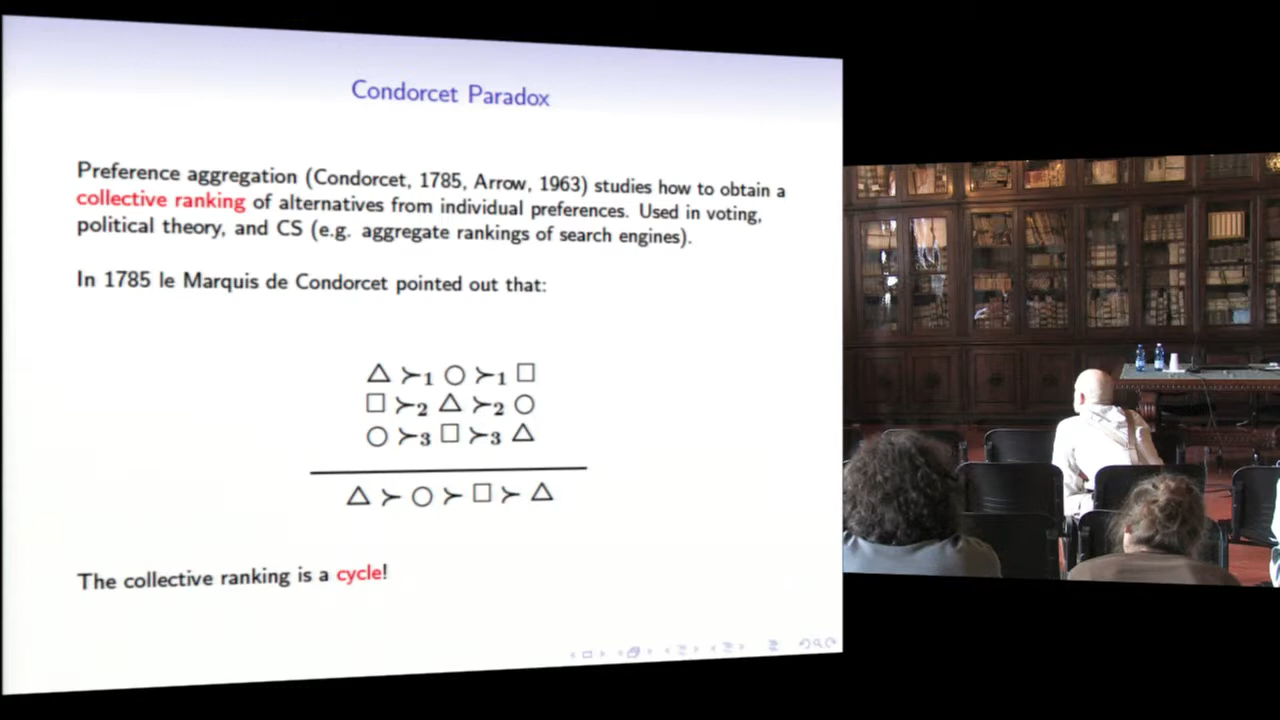 Condorcet Paradox
Preference aggregation (Condorcet, 1785, Arrow, 1963) studies how to obtain a
collective ranking of alternatives from individual preferences. Used in voting,
political theory, and CS (e.g. aggregate rankings of search engines).
In 1785 le Marquis de Condorcet pointed out that:
△ ≻₁ ○ ≻₁ □
□ ≻₂ △ ≻₂ ○
○ ≻₃ □ ≻₃ △
△ ≻ ○ ≻ □ ≻ △
The collective ranking is a cycle!